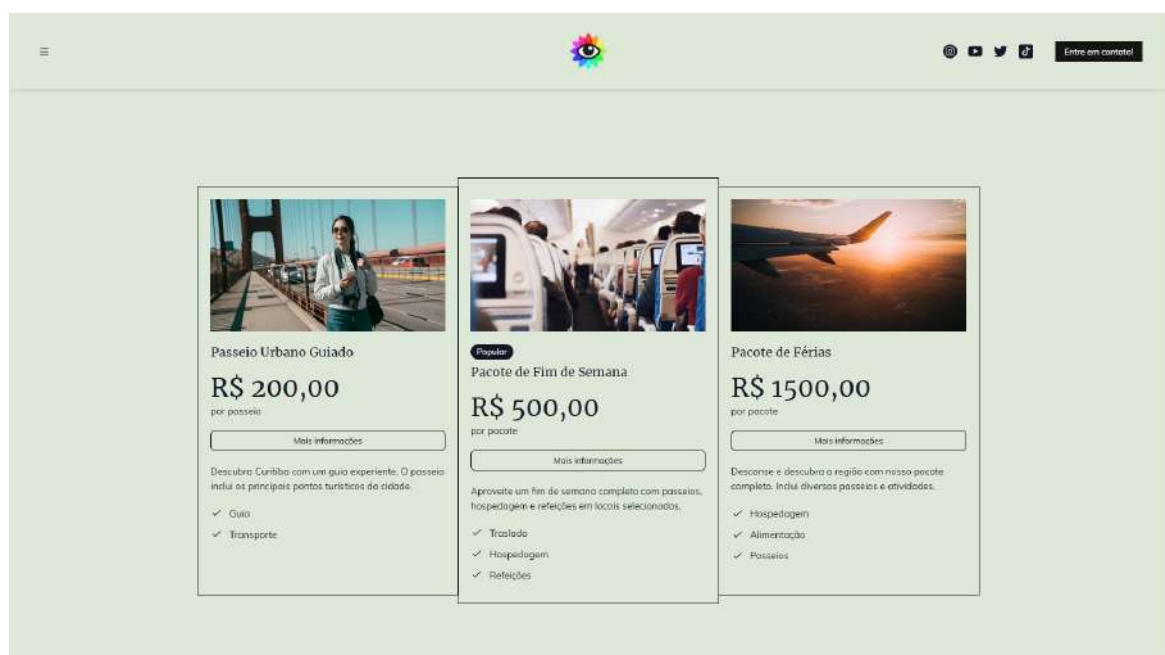 Entre em contato!
Passeio Urbano Guiado
R$ 200,00
por passeio
Mais informações
Descubra Curitiba com um guia experiente. O passeio
inclui os principais pontos turísticos da cidade.
Guia
Transporte
Popular
Pacote de Fim de Semana
R$ 500,00
por pacote
Mais informações
Aproveite um fim de semana completo com passeios,
hospedagem e refeições em locais selecionados.
Traslado
Hospedagem
Refeições
Pacote de Férias
R$ 1500,00
por pacote
Mais informações
Descanse e descubra a região com nosso pacote
completo. Inclui diversos passeios e atividades.
Hospedagem
Alimentação
Passeios